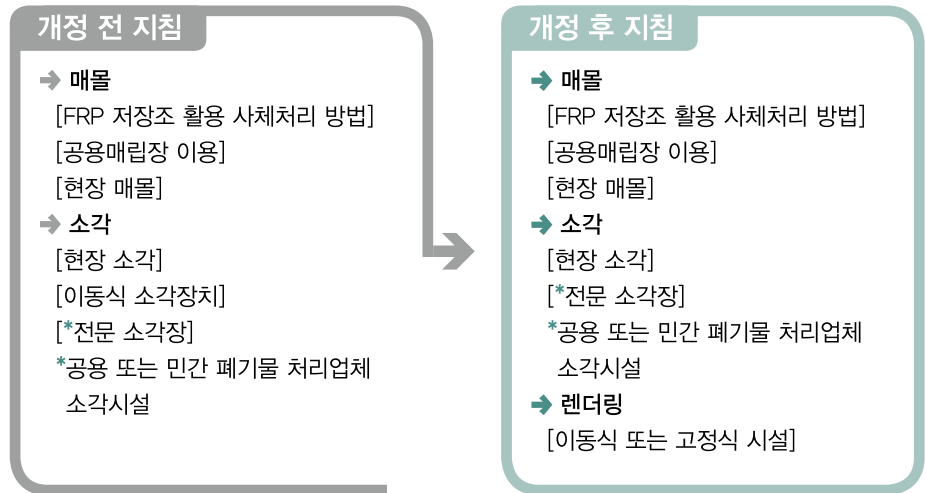 개정 전 지침
매몰
[FRP 저장조 활용 사체처리 방법]
[공용매립장 이용]
[현장 매몰]
소각
[현장 소각]
[이동식 소각장치]
[*전문 소각장]
*공용 또는 민간 폐기물 처리업체
소각시설
개정 후 지침
매몰
[FRP 저장조 활용 사체처리 방법]
[공용매립장 이용]
[현장 매몰]
소각
[현장 소각]
[*전문 소각장]
*공용 또는 민간 폐기물 처리업체
소각시설
렌더링
[이동식 또는 고정식 시설]